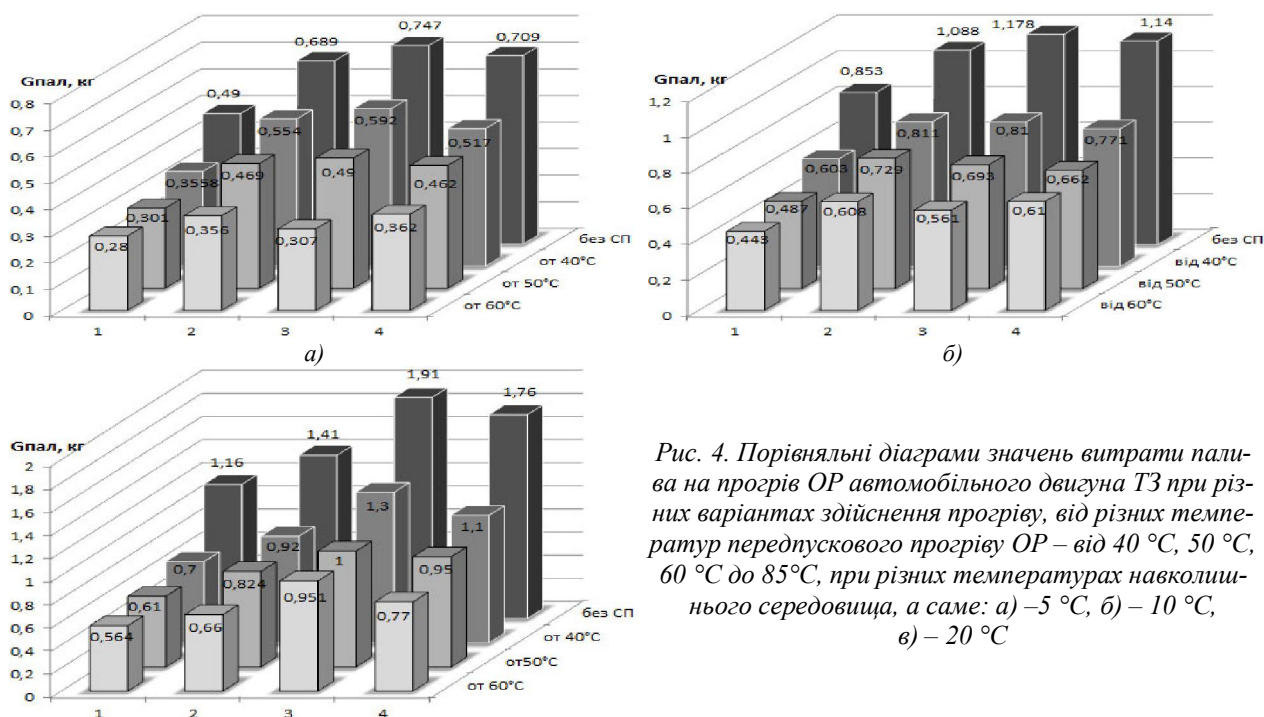 Gпал, кг
0,8
0,7
0,6
0,5
0,4
0,3
0,2
0,1
0
0,49
0,689
0,747
0,709
0,3558
0,554
0,592
0,517
0,301
0,469
0,49
0,462
0,28
0,356
0,307
0,362
без СП
от 40°С
от 50°С
от 60°С
1 2 3 4
а)
Gпал, кг
1,2
1
0,8
0,6
0,4
0,2
0
0,853
1,088
1,178
1,14
0,603
0,811
0,81
0,771
0,487
0,729
0,693
0,662
0,443
0,608
0,561
0,61
без СП
від 40°С
від 50°С
від 60°С
1 2 3 4
б)
Gпал, кг
2
1,8
1,6
1,4
1,2
1
0,8
0,6
0,4
0,2
0
1,16
1,41
1,91
1,76
0,7
0,92
1,3
1,1
0,61
0,824
1
0,95
0,564
0,66
0,951
0,77
без СП
от 40°С
от50°С
от 60°С
1 2 3 4
Рис. 4. Порівняльні діаграми значень витрати пали-
ва на прогрів ОР автомобільного двигуна ТЗ при різ-
них варіантах здійснення прогріву, від різних темпе-
ратур передпускового прогріву ОР – від 40 °С, 50 °С,
60 °С до 85°С, при різних температурах навколиш-
нього середовища, а саме: а) –5 °С, б) – 10 °С,
в) – 20 °С